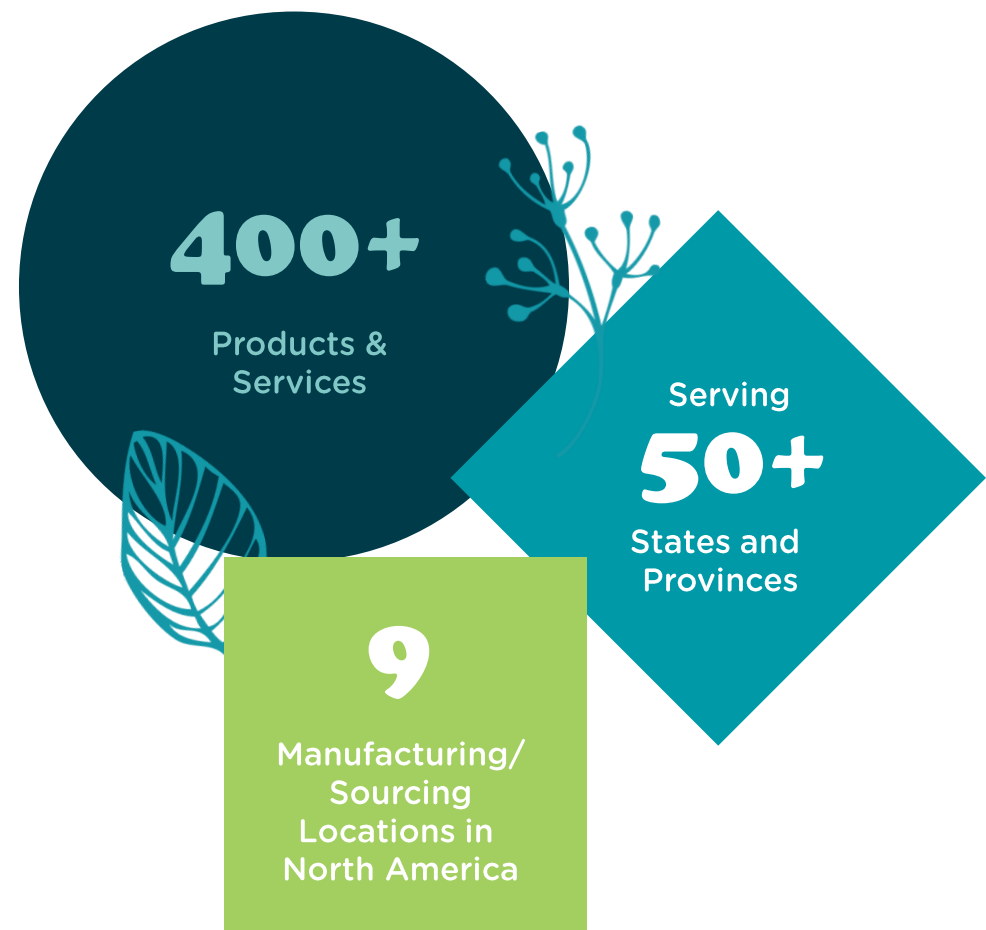 400+
Products &
Services
Serving
50+
States and
Provinces
9
Manufacturing/
Sourcing
Locations in
North America